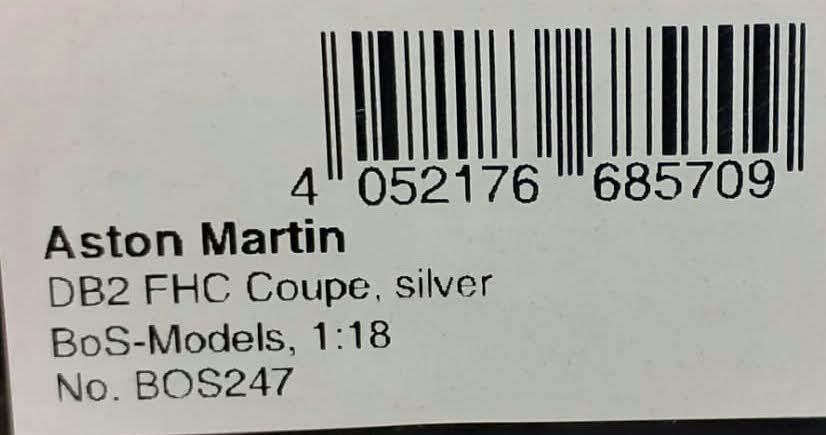 4 052176 685709
Aston Martin
DB2 FHC Coupe, silver
BoS-Models, 1:18
No. BOS247